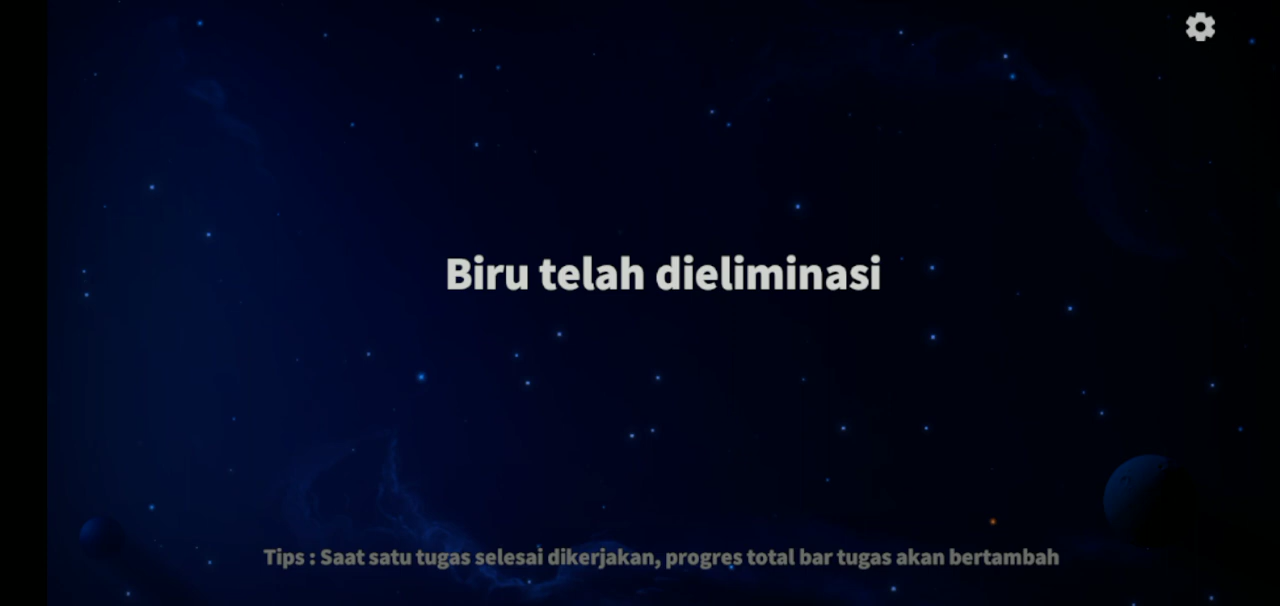 Biru telah dieliminasi
Tips : Saat satu tugas selesai dikerjakan, progres total bar tugas akan bertambah